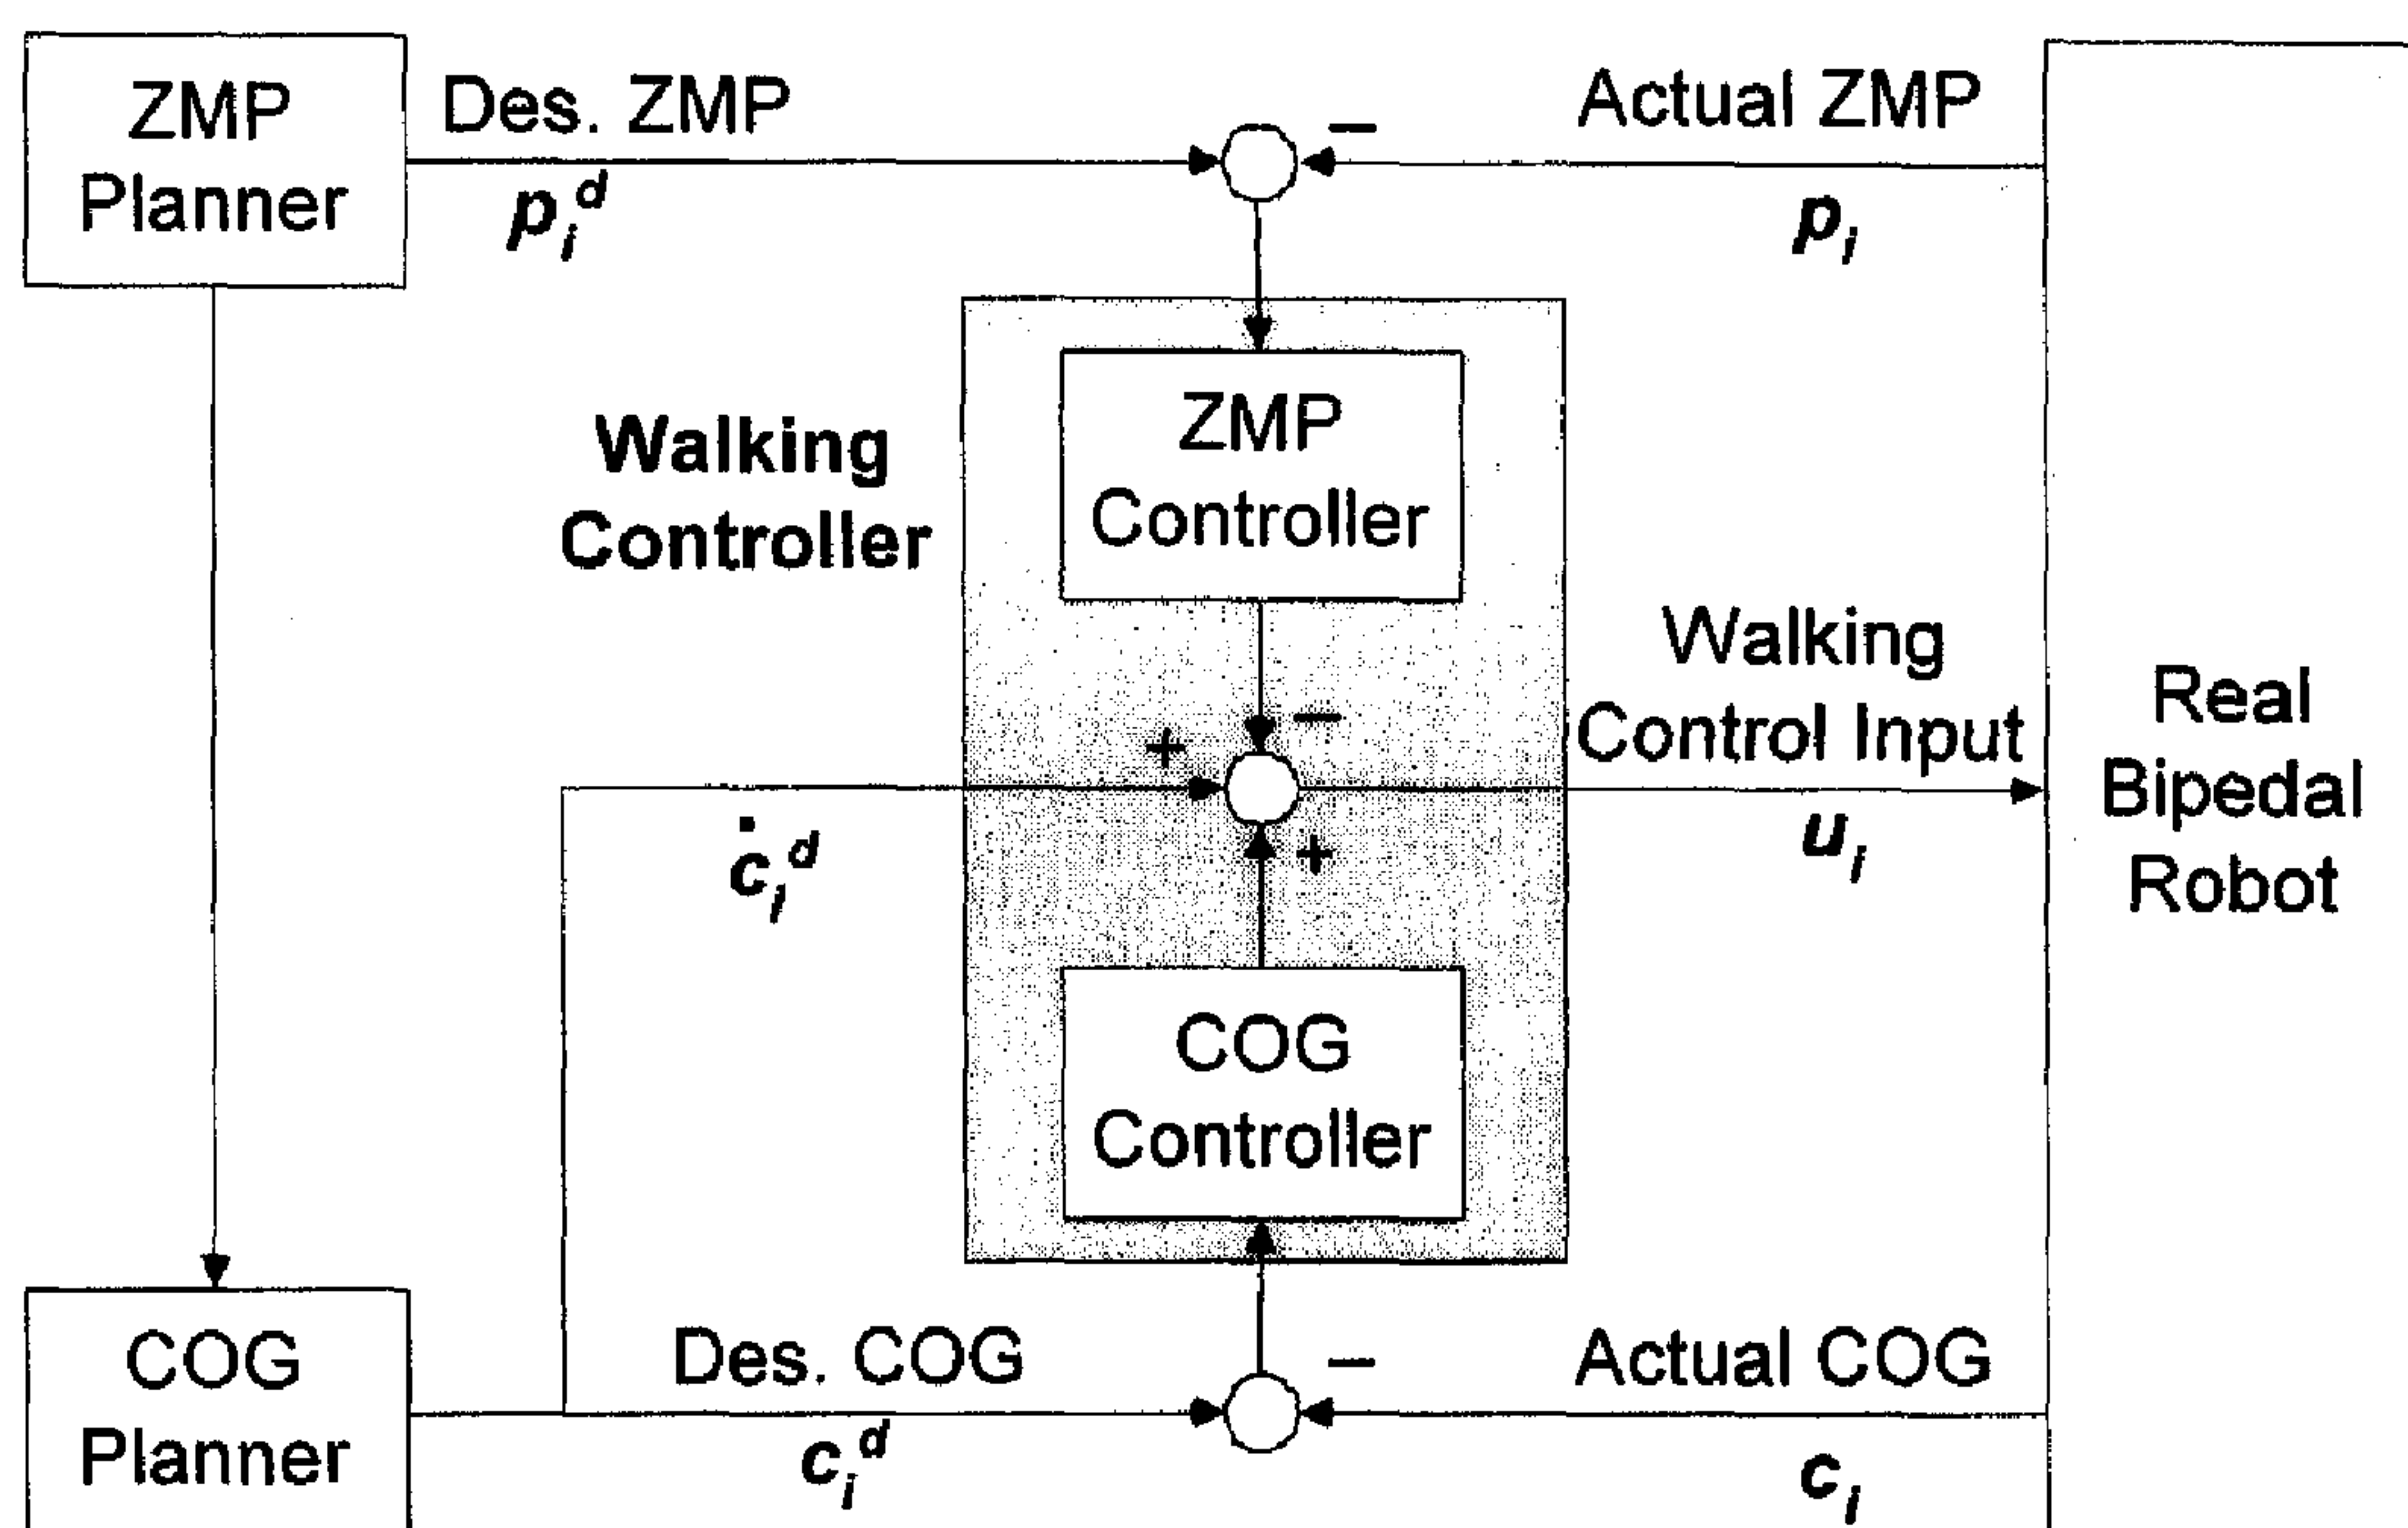 ZMP
Planner
Des. ZMP
p_i^d
−
Actual ZMP
p_i
Walking
Controller
ZMP
Controller
−
+
+
ċ_i^d
Walking
Control Input
u_i
Real
Bipedal
Robot
COG
Controller
COG
Planner
Des. COG
c_i^d
−
Actual COG
c_i